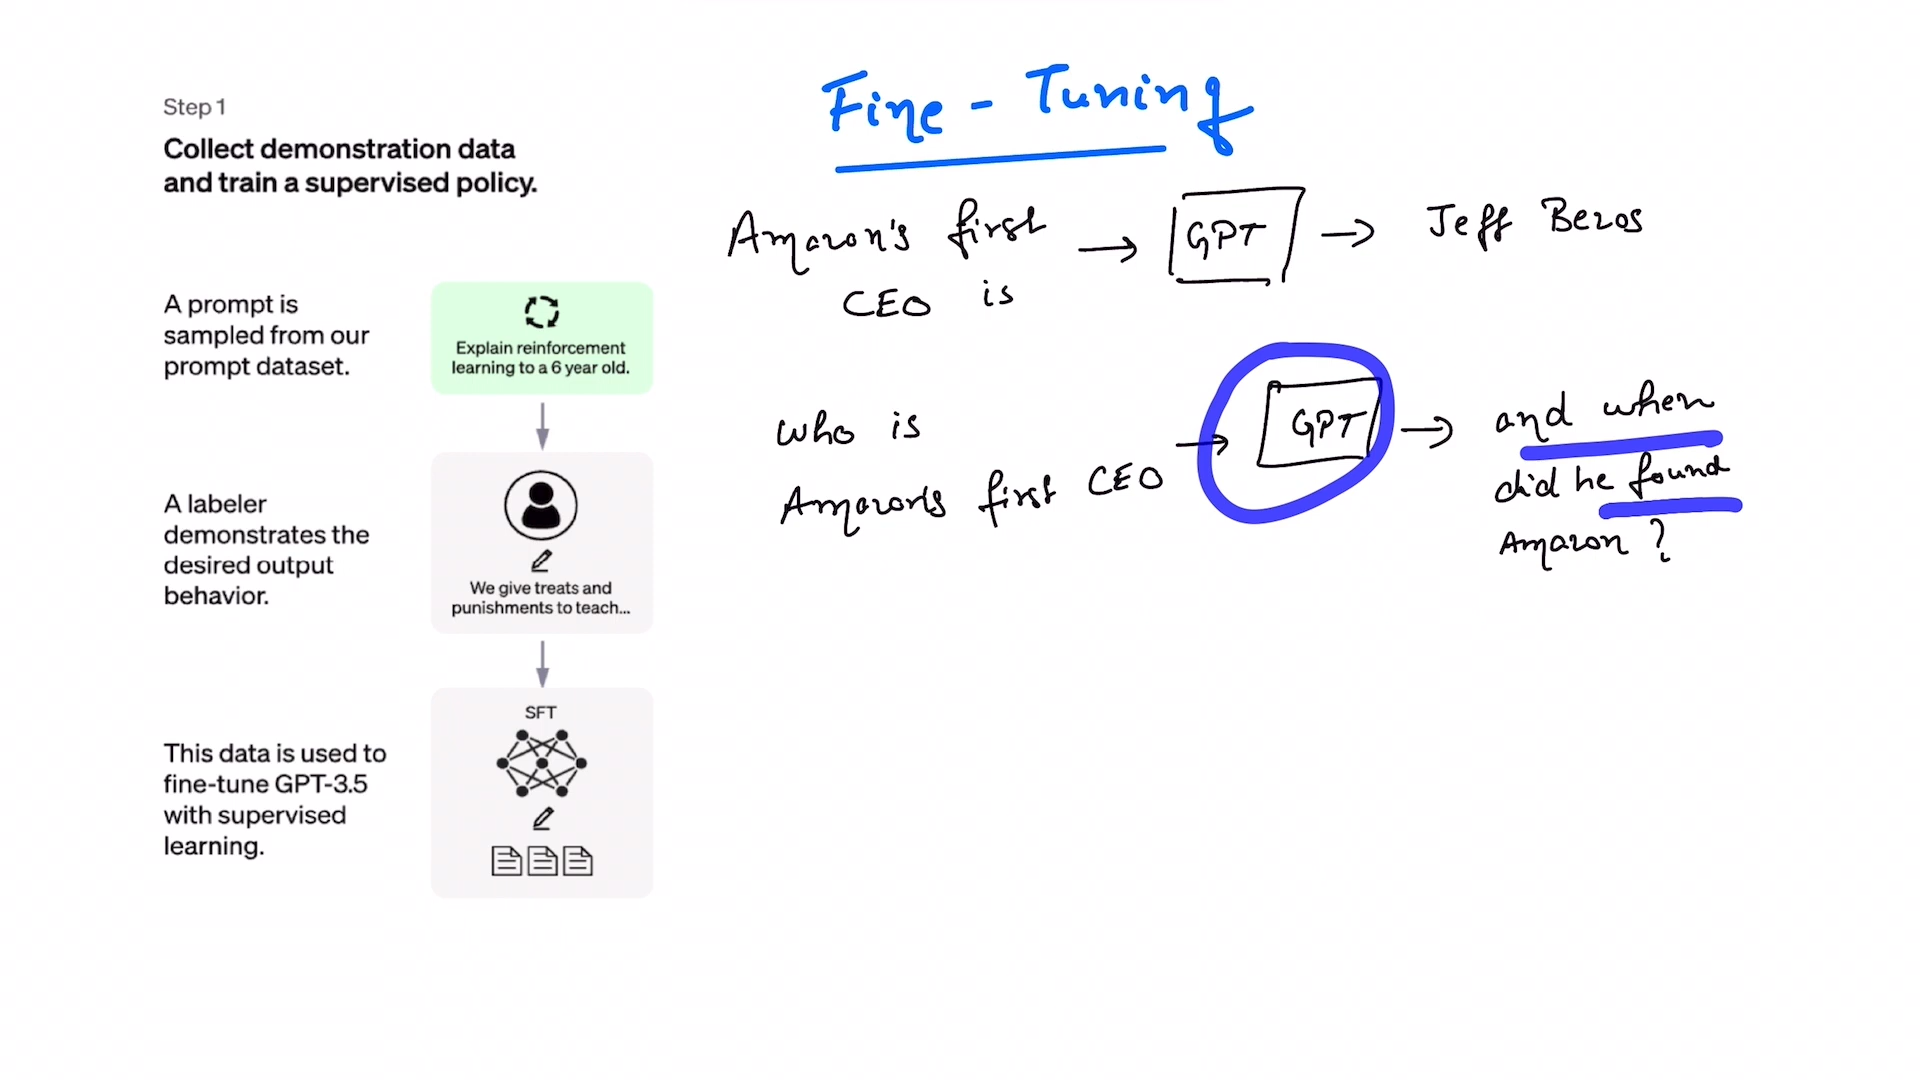 Step 1
Collect demonstration data
and train a supervised policy.
A prompt is
sampled from our
prompt dataset.
Explain reinforcement
learning to a 6 year old.
A labeler
demonstrates the
desired output
behavior.
We give treats and
punishments to teach...
This data is used to
fine-tune GPT-3.5
with supervised
learning.
SFT
Fine - Tuning
Amazon's first
CEO is
GPT
Jeff Bezos
who is
Amazon's first CEO
GPT
and when
did he found
Amazon ?